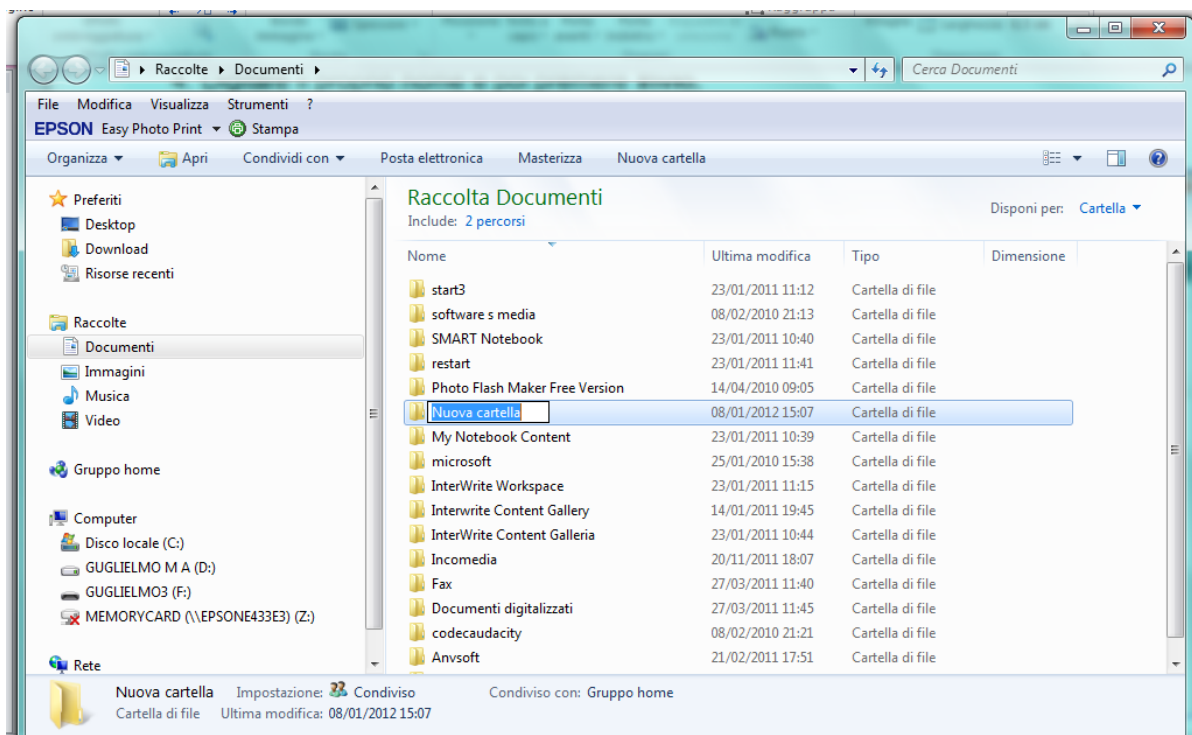 Raccolte ▸ Documenti ▸
Cerca Documenti
File Modifica Visualizza Strumenti ?
EPSON Easy Photo Print Stampa
Organizza Apri Condividi con Posta elettronica Masterizza Nuova cartella
Preferiti
Desktop
Download
Risorse recenti
Raccolte
Documenti
Immagini
Musica
Video
Gruppo home
Computer
Disco locale (C:)
GUGLIELMO M A (D:)
GUGLIELMO3 (F:)
MEMORYCARD (\\EPSONE433E3) (Z:)
Rete
Raccolta Documenti
Include: 2 percorsi
Disponi per: Cartella
Nome Ultima modifica Tipo Dimensione
start3 23/01/2011 11:12 Cartella di file
software s media 08/02/2010 21:13 Cartella di file
SMART Notebook 23/01/2011 10:40 Cartella di file
restart 23/01/2011 11:41 Cartella di file
Photo Flash Maker Free Version 14/04/2010 09:05 Cartella di file
Nuova cartella 08/01/2012 15:07 Cartella di file
My Notebook Content 23/01/2011 10:39 Cartella di file
microsoft 25/01/2010 15:38 Cartella di file
InterWrite Workspace 23/01/2011 11:15 Cartella di file
Interwrite Content Gallery 14/01/2011 19:45 Cartella di file
InterWrite Content Galleria 23/01/2011 10:44 Cartella di file
Incomedia 20/11/2011 18:07 Cartella di file
Fax 27/03/2011 11:40 Cartella di file
Documenti digitalizzati 27/03/2011 11:45 Cartella di file
codecaudacity 08/02/2010 21:21 Cartella di file
Anvsoft 21/02/2011 17:51 Cartella di file
Nuova cartella Impostazione: Condiviso Condiviso con: Gruppo home
Cartella di file Ultima modifica: 08/01/2012 15:07